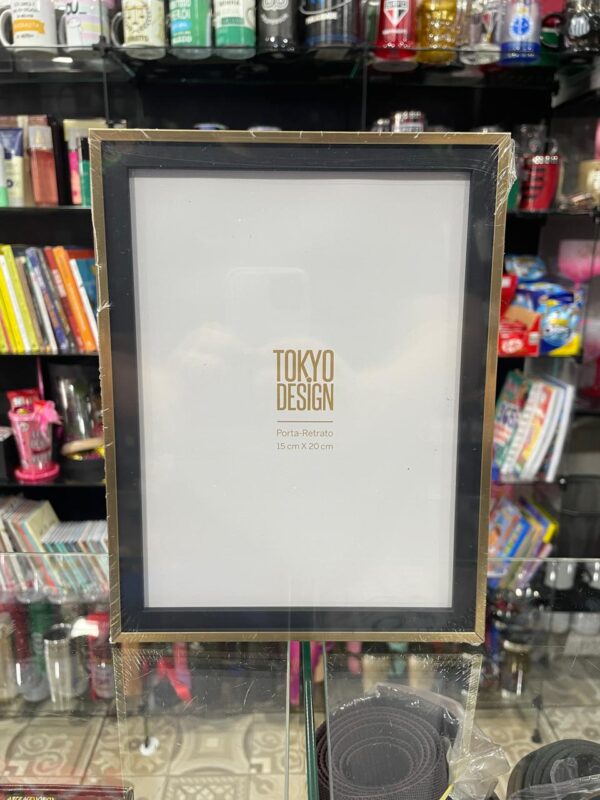 TOKYO
DESIGN
Porta-Retrato
15 cm X 20 cm